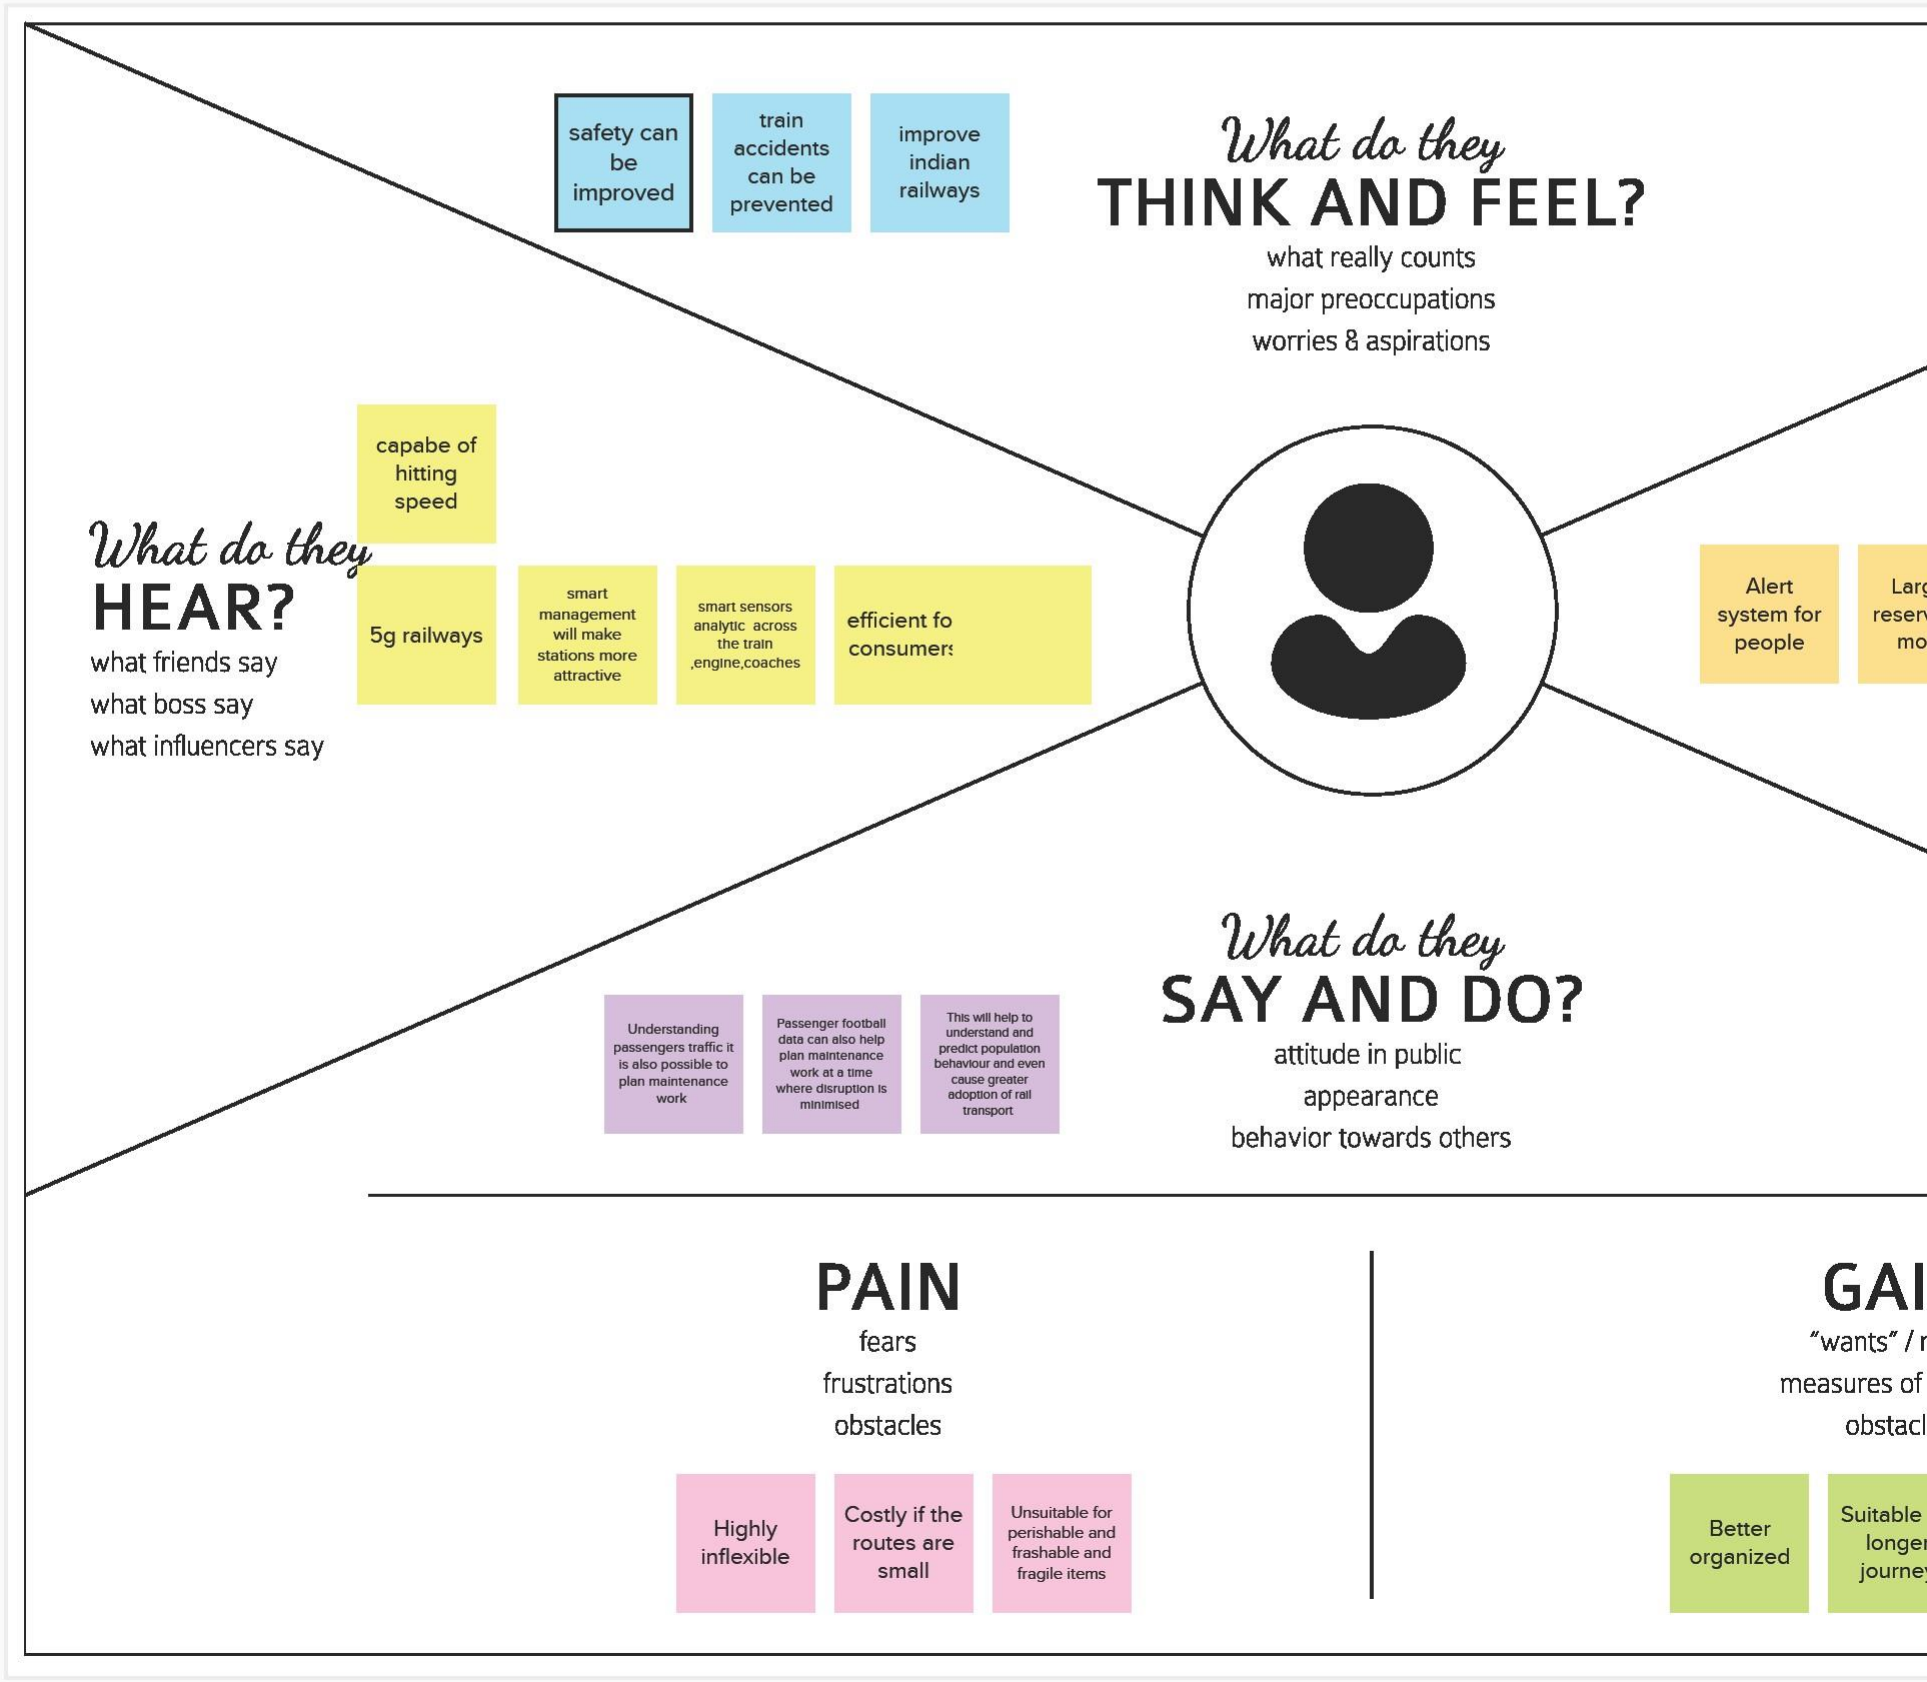 safety can
be
improved
train
accidents
can be
prevented
improve
indian
railways
What do they
THINK AND FEEL?
what really counts
major preoccupations
worries & aspirations
What do they
HEAR?
what friends say
what boss say
what influencers say
capabe of
hitting
speed
5g railways
smart
management
will make
stations more
attractive
smart sensors
analytic across
the train
,engine,coaches
efficient fo
consumers
Alert
system for
people
What do they
SAY AND DO?
attitude in public
appearance
behavior towards others
Understanding
passengers traffic it
is also possible to
plan maintenance
work
Passenger football
data can also help
plan maintenance
work at a time
where disruption is
minimised
This will help to
understand and
predict population
behaviour and even
cause greater
adoption of rail
transport
PAIN
fears
frustrations
obstacles
Highly
inflexible
Costly if the
routes are
small
Unsuitable for
perishable and
frashable and
fragile items
"wants" /
measures of
Better
organized
Suitable
longer
journey